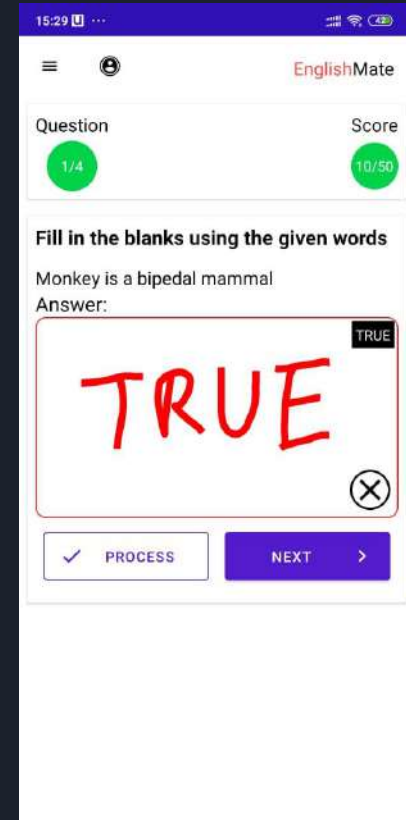 15:29 ...
42
EnglishMate
Question
Score
1/4
10/50
Fill in the blanks using the given words
Monkey is a bipedal mammal
Answer:
TRUE
TRUE
PROCESS
NEXT